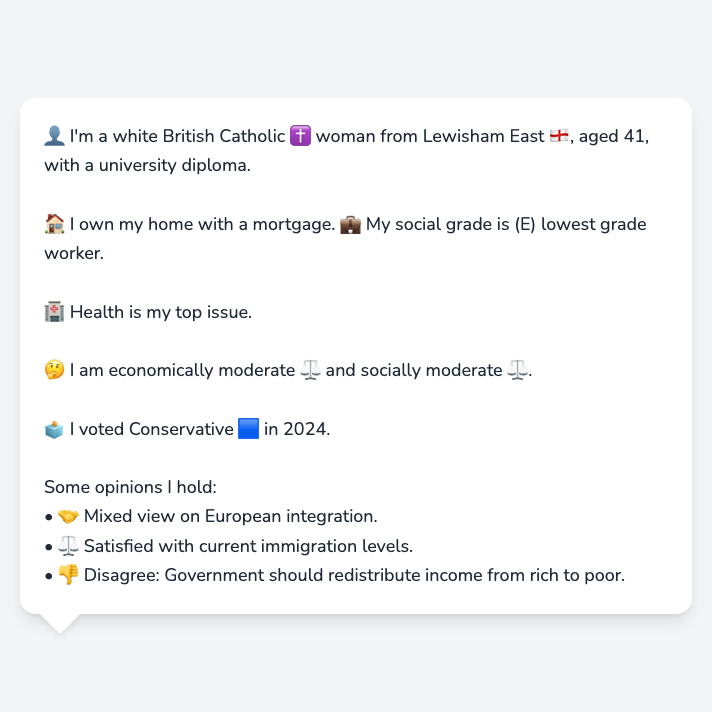 👤 I'm a white British Catholic ✝️ woman from Lewisham East 🏴󠁧󠁢󠁥󠁮󠁧󠁿, aged 41,
with a university diploma.
🏠 I own my home with a mortgage. 💼 My social grade is (E) lowest grade
worker.
🏥 Health is my top issue.
🤔 I am economically moderate ⚖️ and socially moderate ⚖️.
🗳️ I voted Conservative 🟦 in 2024.
Some opinions I hold:
• 🤝 Mixed view on European integration.
• ⚖️ Satisfied with current immigration levels.
• 👎 Disagree: Government should redistribute income from rich to poor.